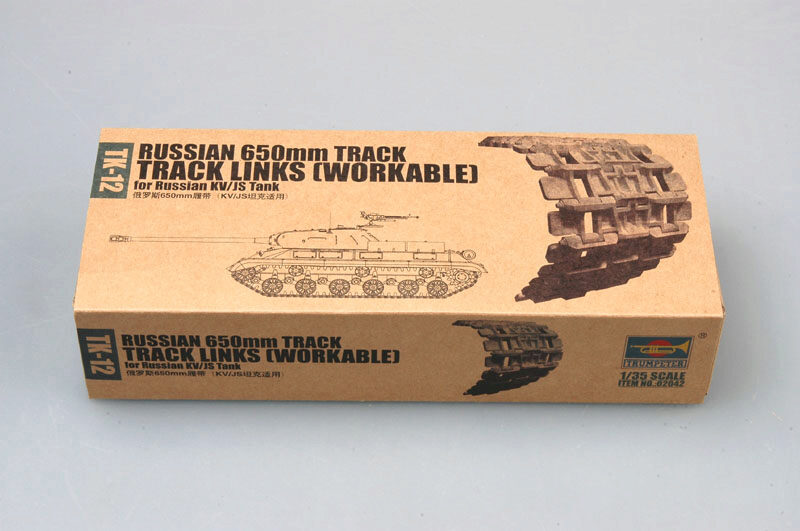 TK-12
RUSSIAN 650mm TRACK
TRACK LINKS (WORKABLE)
for Russian KV/JS Tank
俄罗斯650mm履带 (KV/JS坦克适用)
TK-12
RUSSIAN 650mm TRACK
TRACK LINKS (WORKABLE)
for Russian KV/JS Tank
俄罗斯650mm履带 (KV/JS坦克适用)
®
TRUMPETER
1/35 SCALE
ITEM NO.:02042